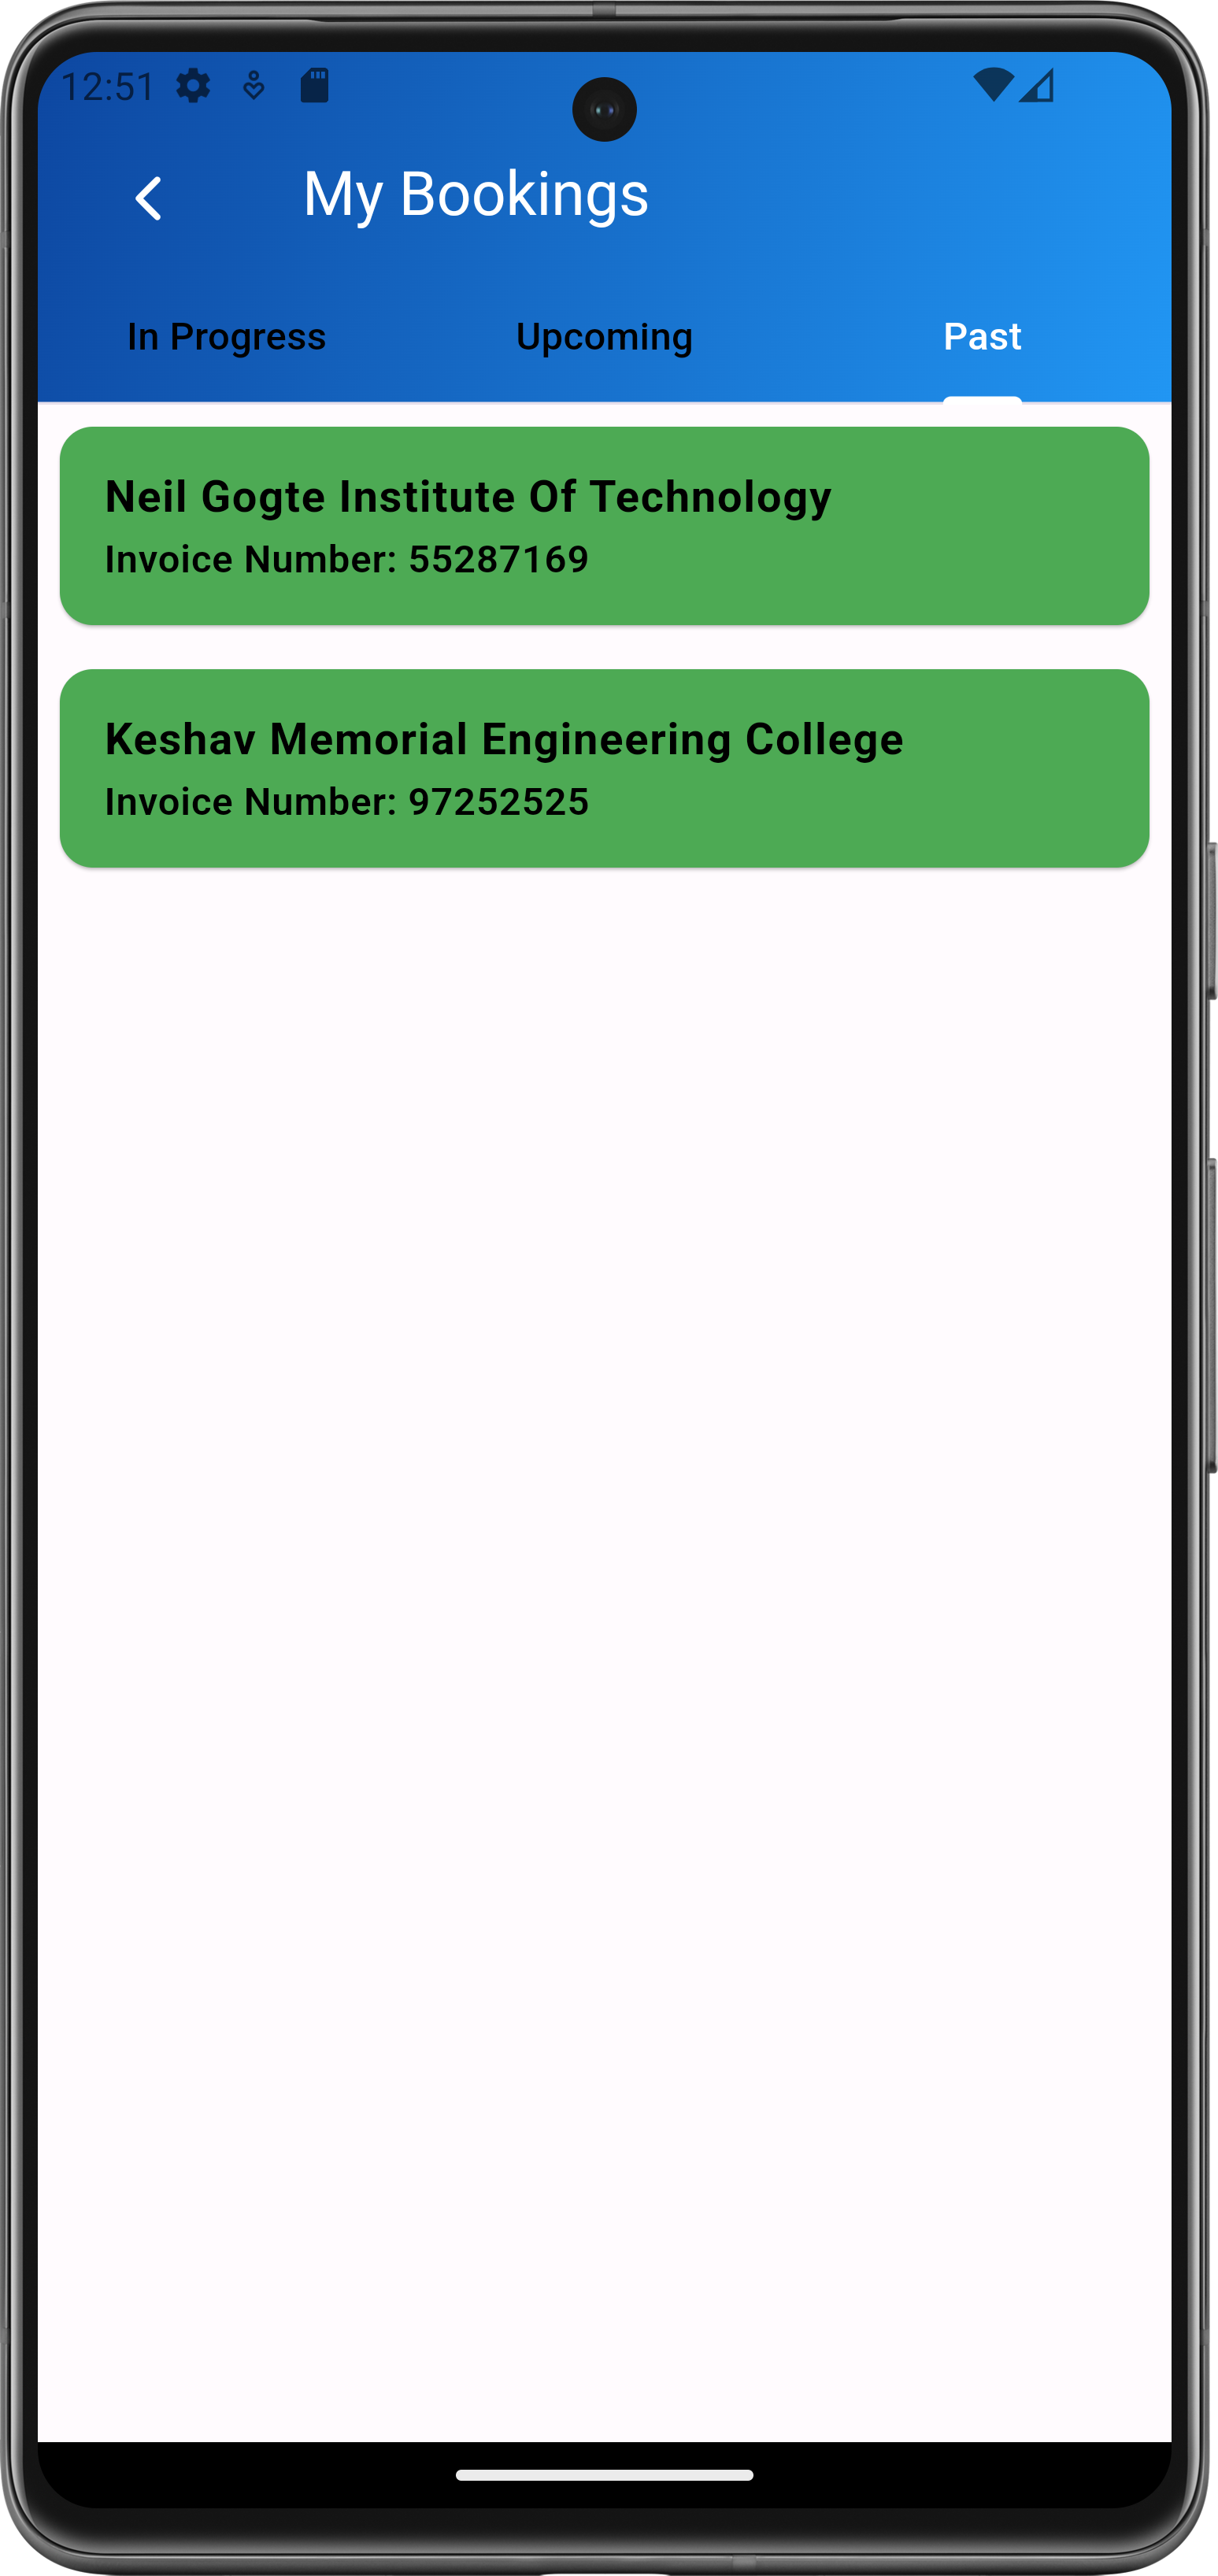 12:51
My Bookings
In Progress Upcoming Past
Neil Gogte Institute Of Technology
Invoice Number: 55287169
Keshav Memorial Engineering College
Invoice Number: 97252525